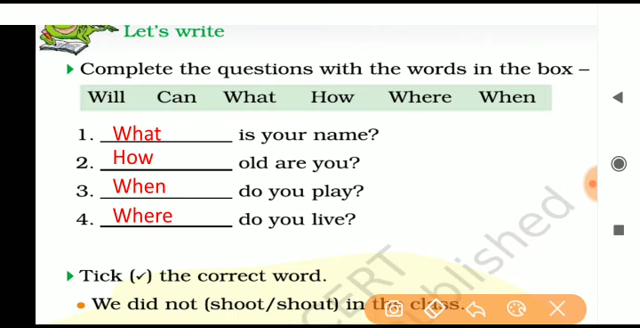 Let's write
Complete the questions with the words in the box –
Will Can What How Where When
1. What is your name?
2. How old are you?
3. When do you play?
4. Where do you live?
Tick (✓) the correct word.
• We did not (shoot/shout) in the class.
CERT
ublished